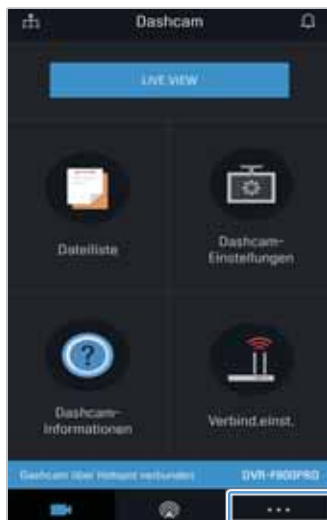 Dashcam
LIVE VIEW
Dateiliste
Dashcam-
Einstellungen
Dashcam-
Informationen
Verbind.einst.
Dashcam über Hotspot verbunden DVR-F800PRO